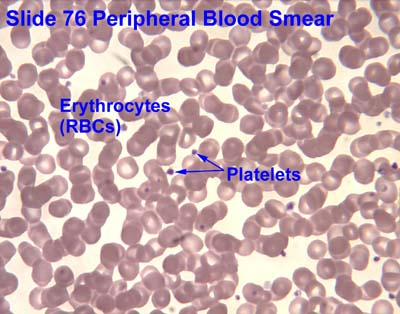 Slide 76 Peripheral Blood Smear
Erythrocytes
(RBCs)
Platelets